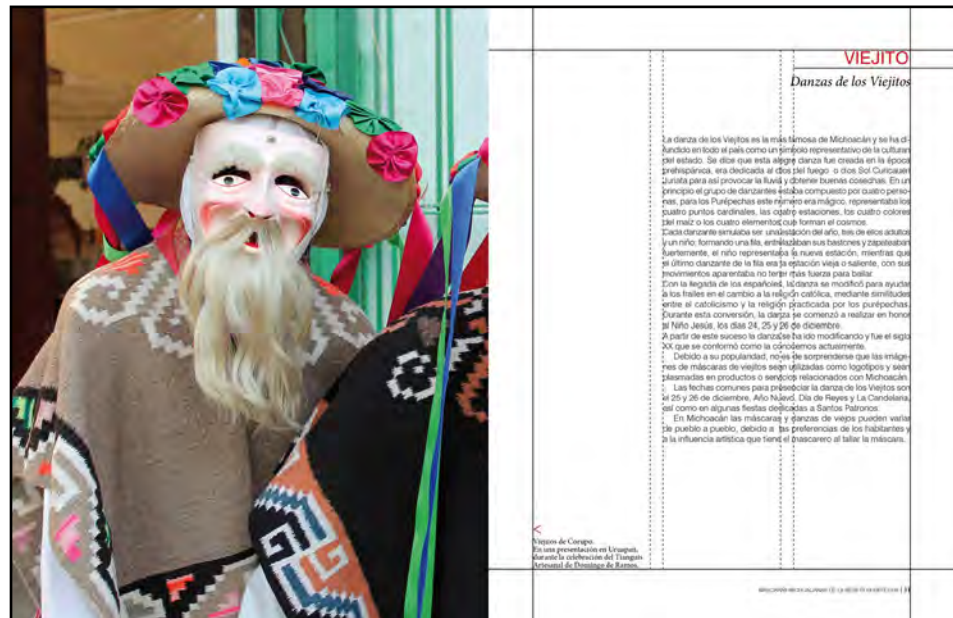 VIEJITO
Danzas de los Viejitos
La danza de los Viejitos es la más famosa de Michoacán y se ha di-
fundido en todo el país como un símbolo representativo de la culturan
del estado. Se dice que esta alegre danza fue creada en la época
prehispánica, era dedicada al dios del fuego o dios Sol Curicaueri
Juriata para así provocar la lluvia y obtener buenas cosechas. En un
principio el grupo de danzantes estaba compuesto por cuatro perso-
nas, para los Purépechas este número era mágico, representaba los
cuatro puntos cardinales, las cuatro estaciones, los cuatro colores
del maíz o los cuatro elementos que forman el cosmos.
Cada danzante simulaba ser una estación del año, tres de ellos adultos
y un niño; formando una fila, entrelazaban sus bastones y zapateaban
fuertemente, el niño representaba la nueva estación, mientras que
el último danzante de la fila era la estación vieja o saliente, con sus
movimientos aparentaba no tener más fuerza para bailar.
Con la llegada de los españoles, la danza se modificó para ayudar
a los frailes en el cambio a la religión católica, mediante similitudes
entre el catolicismo y la religión practicada por los purépechas.
Durante esta conversión, la danza se comenzó a realizar en honor
al Niño Jesús, los días 24, 25 y 26 de diciembre.
A partir de este suceso la danza se ha ido modificando y fue el siglo
XX que se conformó como la conocemos actualmente.
Debido a su popularidad, no es de sorprenderse que las imáge-
nes de máscaras de viejitos sean utilizadas como logotipos y sean
plasmadas en productos o servicios relacionados con Michoacán.
Las fechas comunes para presenciar la danza de los Viejitos son
el 25 y 26 de diciembre, Año Nuevo, Día de Reyes y La Candelaria,
así como en algunas fiestas dedicadas a Santos Patronos.
En Michoacán las máscaras y danzas de viejos pueden variar
de pueblo a pueblo, debido a las preferencias de los habitantes y
a la influencia artística que tiene el mascarero al tallar la máscara.
<
Viejitos de Corupo.
En una presentación en Uruapan,
durante la celebración del Tianguis
Artesanal de Domingo de Ramos.